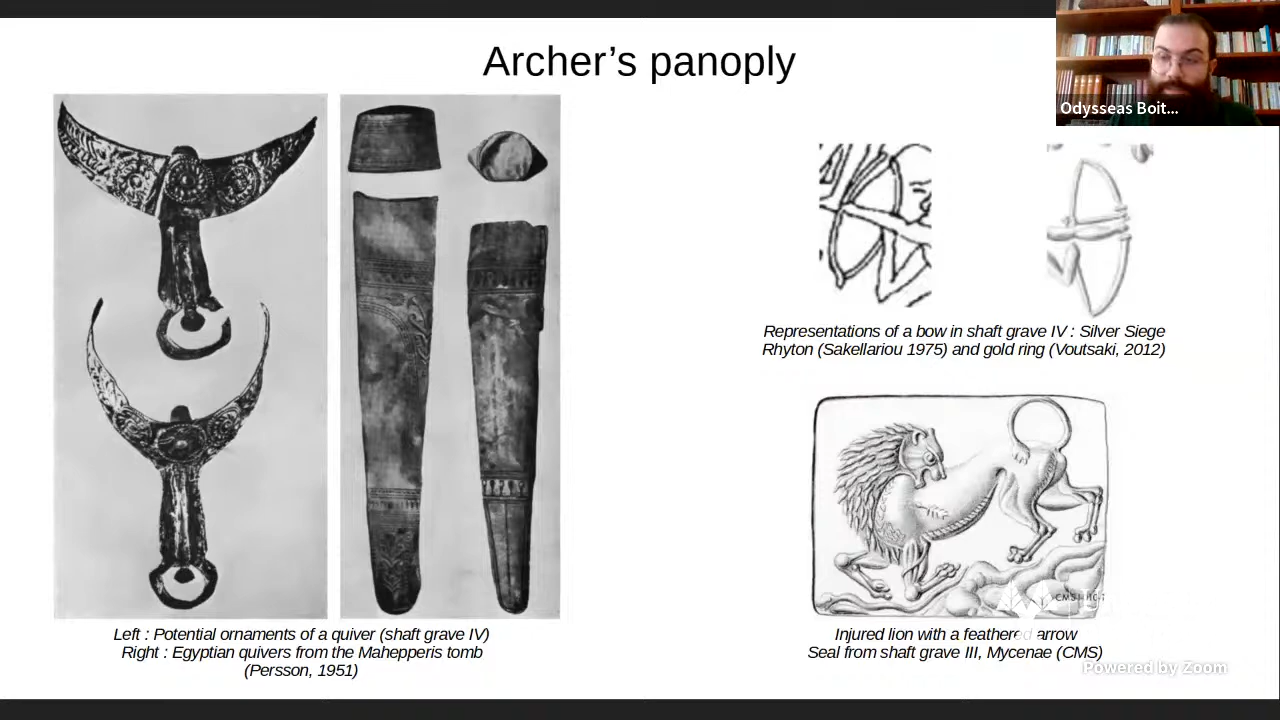 Archer’s panoply
Odysseas Boit...
Representations of a bow in shaft grave IV : Silver Siege
Rhyton (Sakellariou 1975) and gold ring (Voutsaki, 2012)
Left : Potential ornaments of a quiver (shaft grave IV)
Right : Egyptian quivers from the Mahepperis tomb
(Persson, 1951)
Injured lion with a feathered arrow
Seal from shaft grave III, Mycenae (CMS)
Powered by Zoom